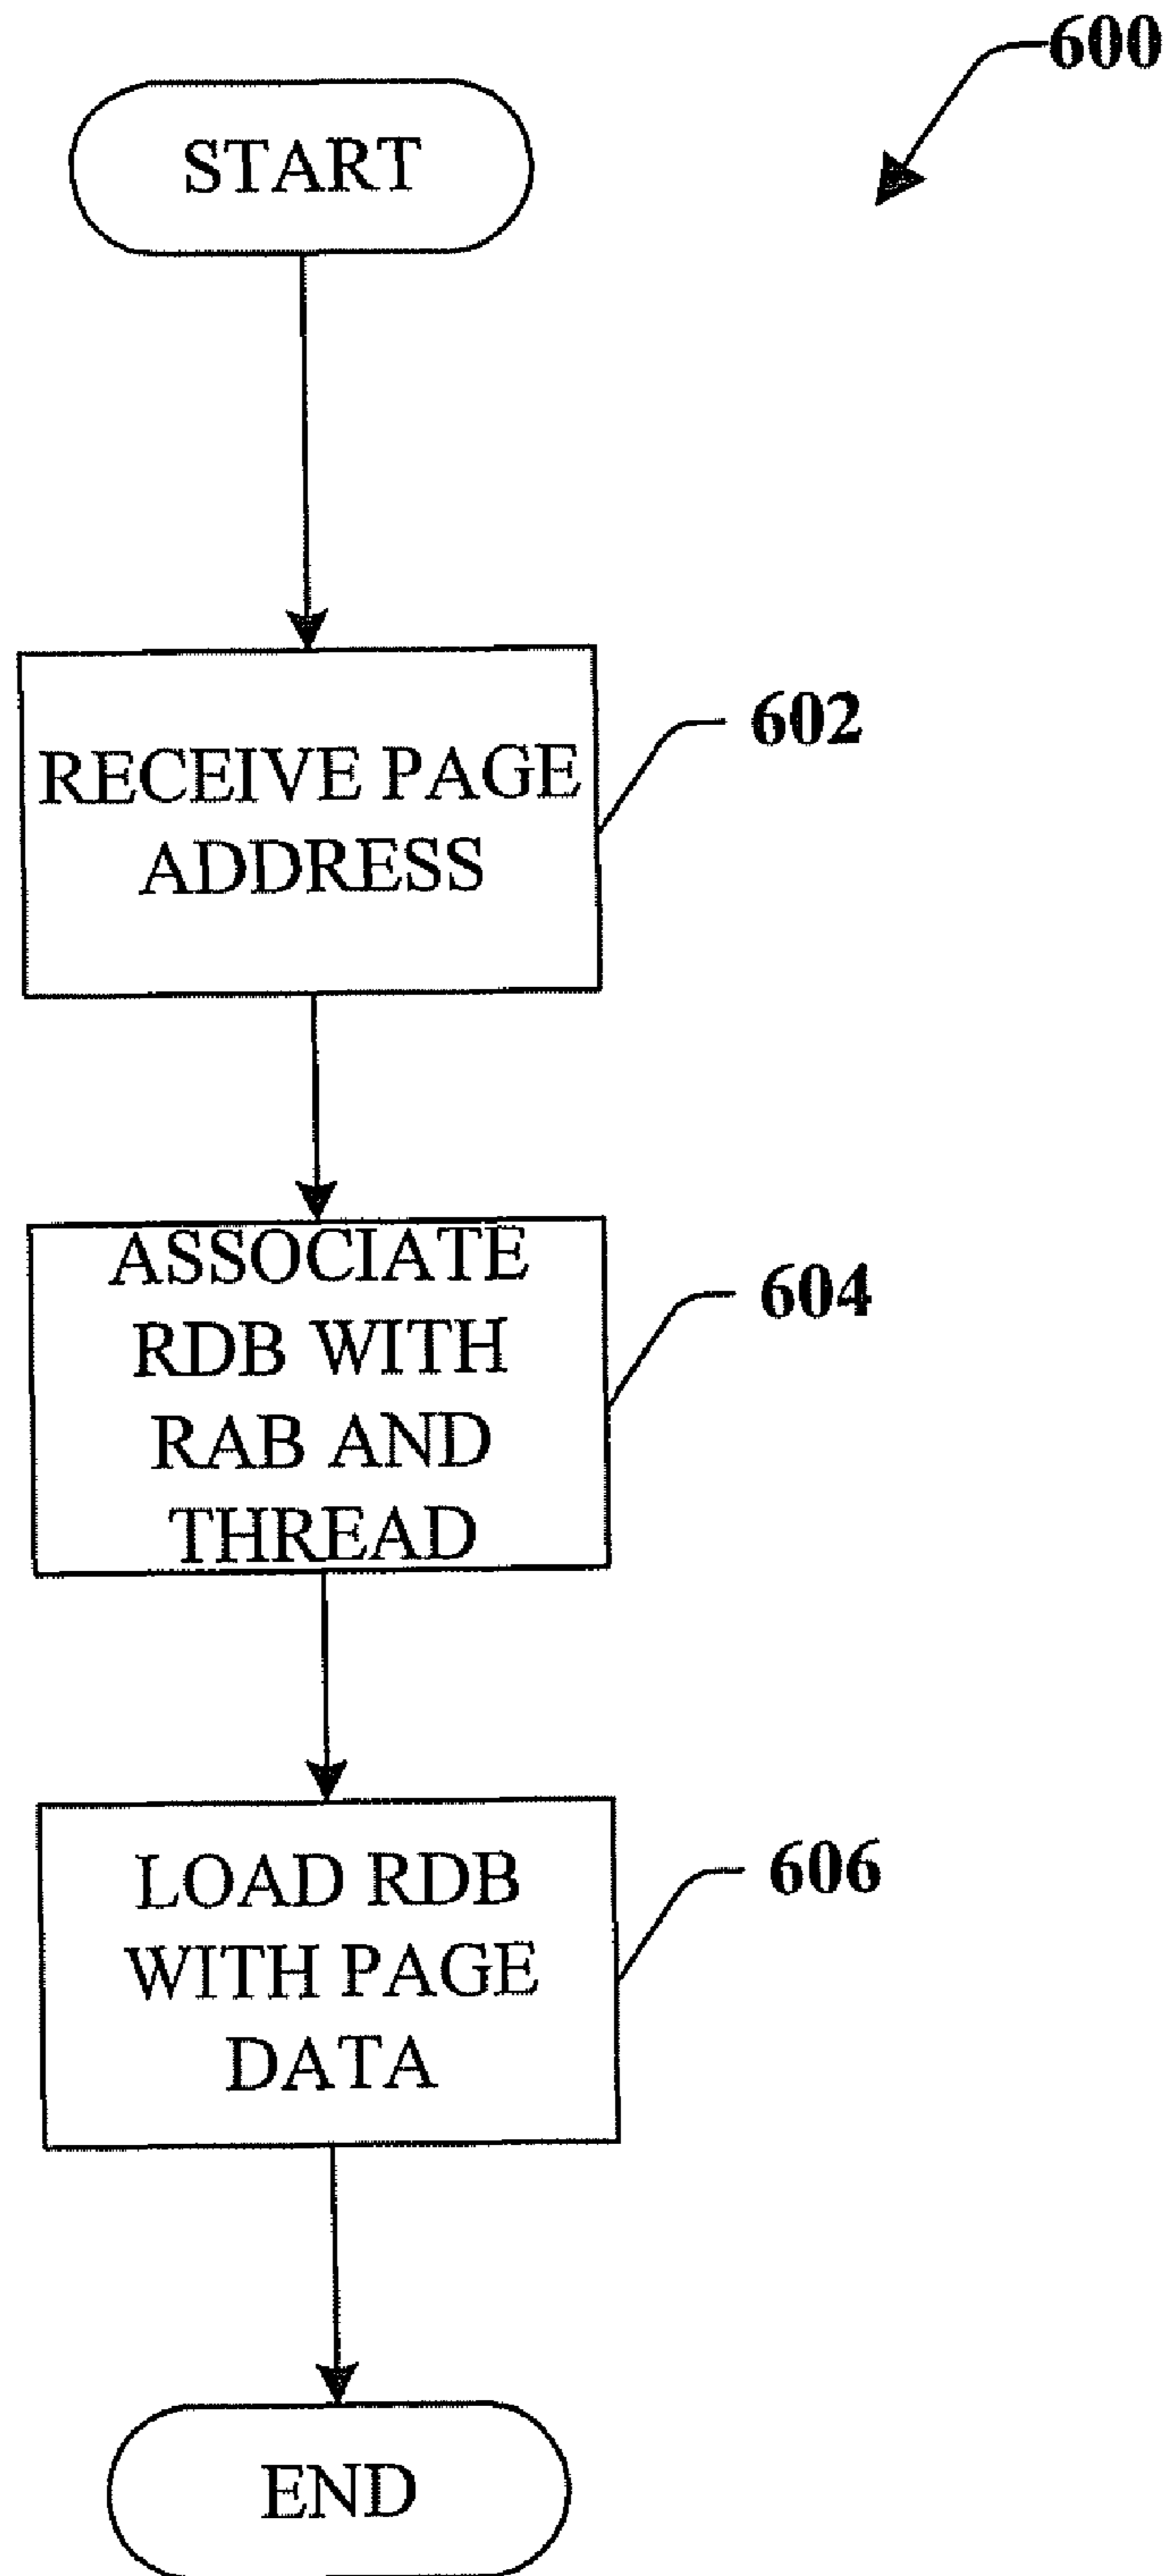 600
START
RECEIVE PAGE
ADDRESS
602
ASSOCIATE
RDB WITH
RAB AND
THREAD
604
LOAD RDB
WITH PAGE
DATA
606
END